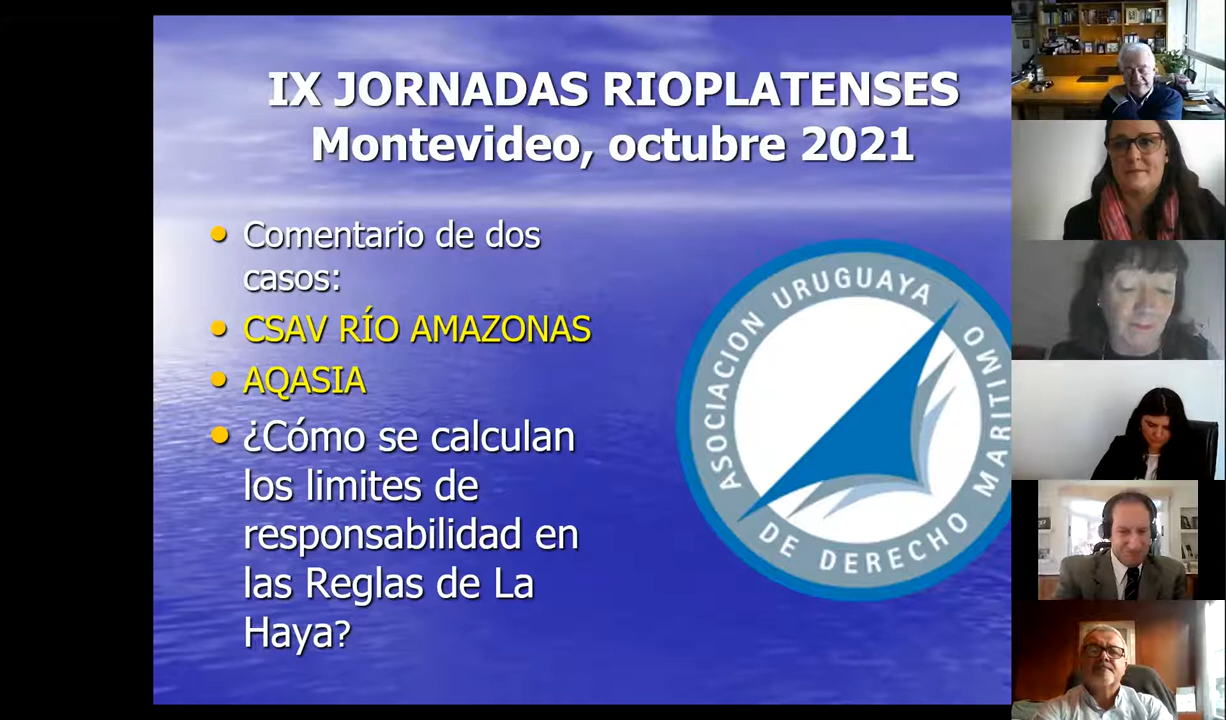 IX JORNADAS RIOPLATENSES
Montevideo, octubre 2021
Comentario de dos
casos:
CSAV RÍO AMAZONAS
AQASIA
¿Cómo se calculan
los limites de
responsabilidad en
las Reglas de La
Haya?
ASOCIACION URUGUAYA
DE DERECHO MARITIMO